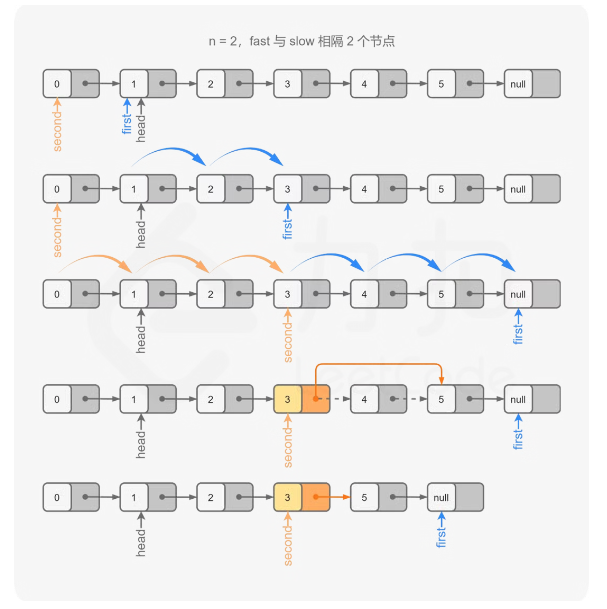 n = 2，fast 与 slow 相隔 2 个节点
0 1 2 3 4 5 null
second first head
0 1 2 3 4 5 null
second head first
0 1 2 3 4 5 null
head second first
力扣
LeetCode
0 1 2 3 4 5 null
head second first
0 1 2 3 5 null
head second first